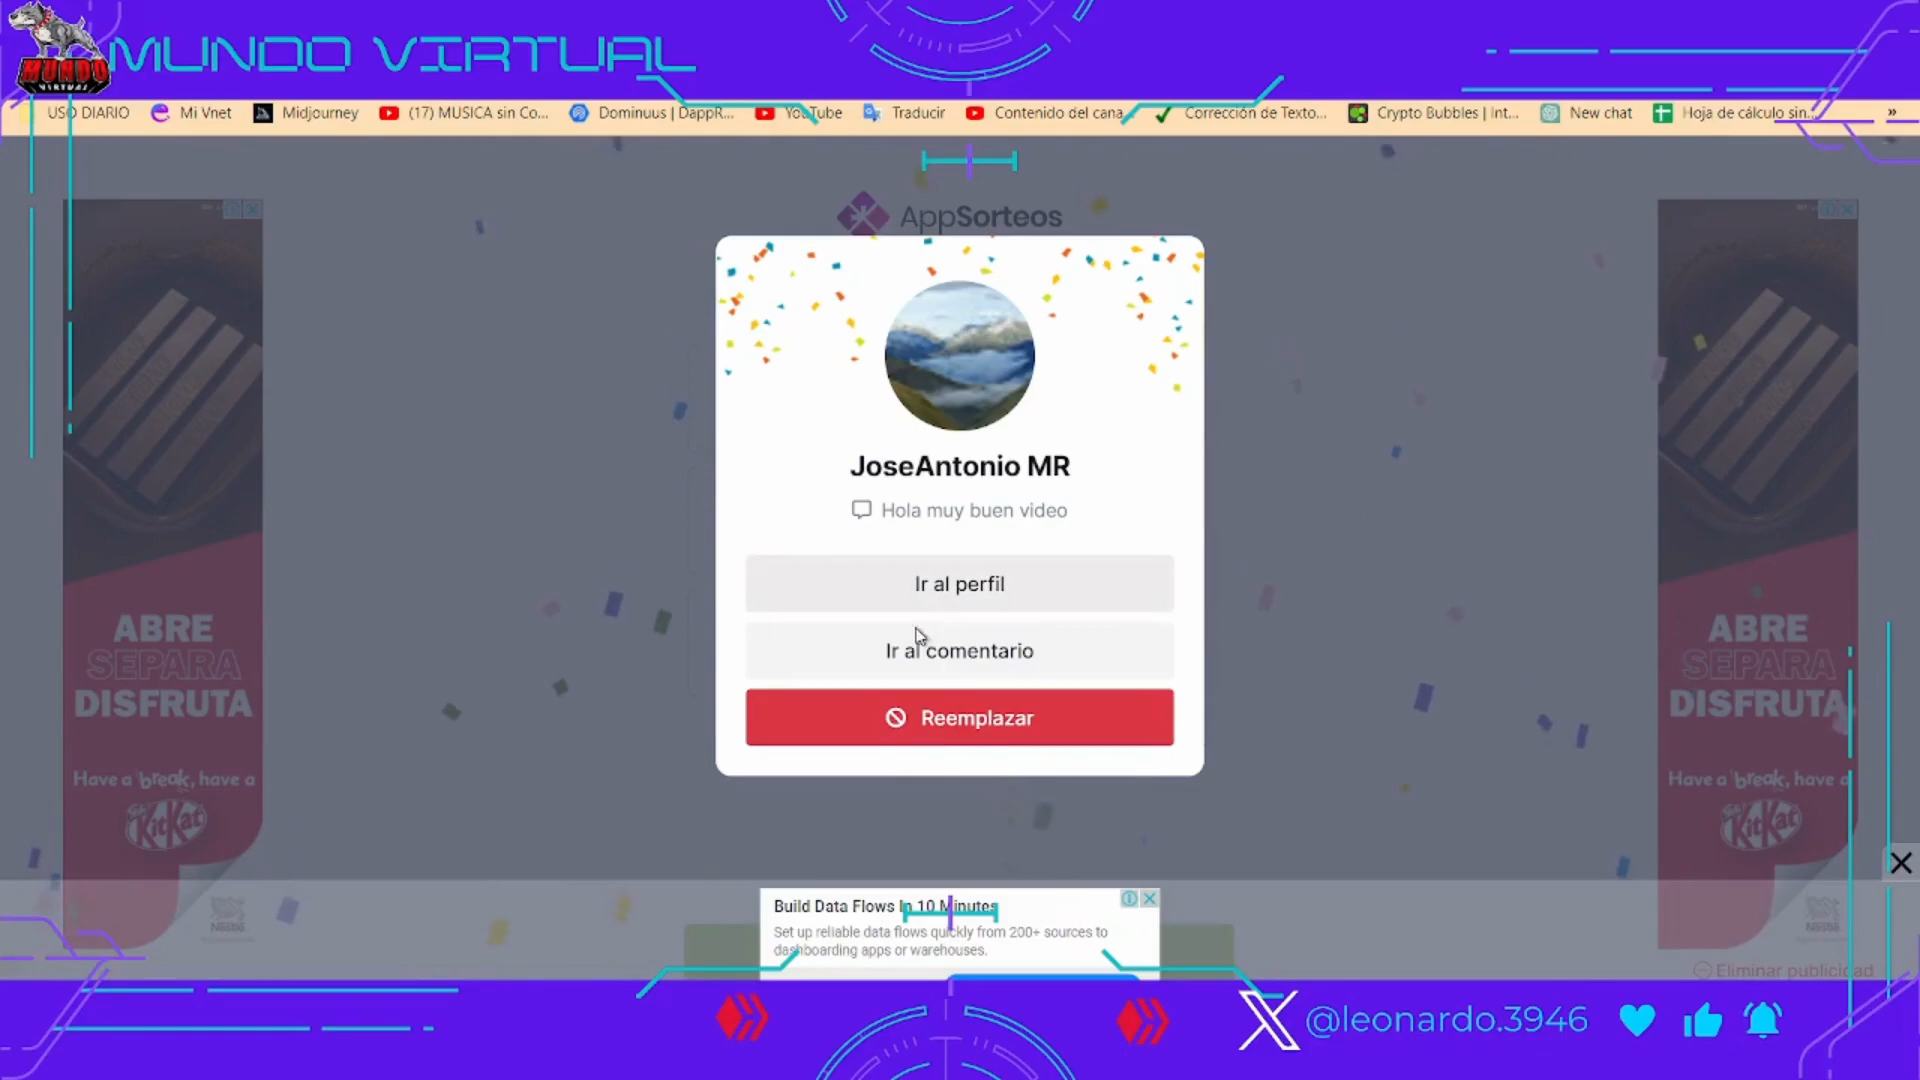 MUNDO VIRTUAL
MUNDO
VIRTUAL
USO DIARIO
Mi Vnet
Midjourney
(17) MUSICA sin Co...
Dominuus | DappR...
YouTube
Traducir
Contenido del cana...
Corrección de Texto...
Crypto Bubbles | Int...
New chat
Hoja de cálculo sin...
»
AppSorteos
JoseAntonio MR
Hola muy buen video
Ir al perfil
Ir al comentario
Reemplazar
ABRE
SEPARA
DISFRUTA
Have a break, have a
KitKat
Nestlé
ABRE
SEPARA
DISFRUTA
Have a break, have a
KitKat
Nestlé
Build Data Flows In 10 Minutes
Set up reliable data flows quickly from 200+ sources to
dashboarding apps or warehouses.
Eliminar publicidad
@leonardo.3946